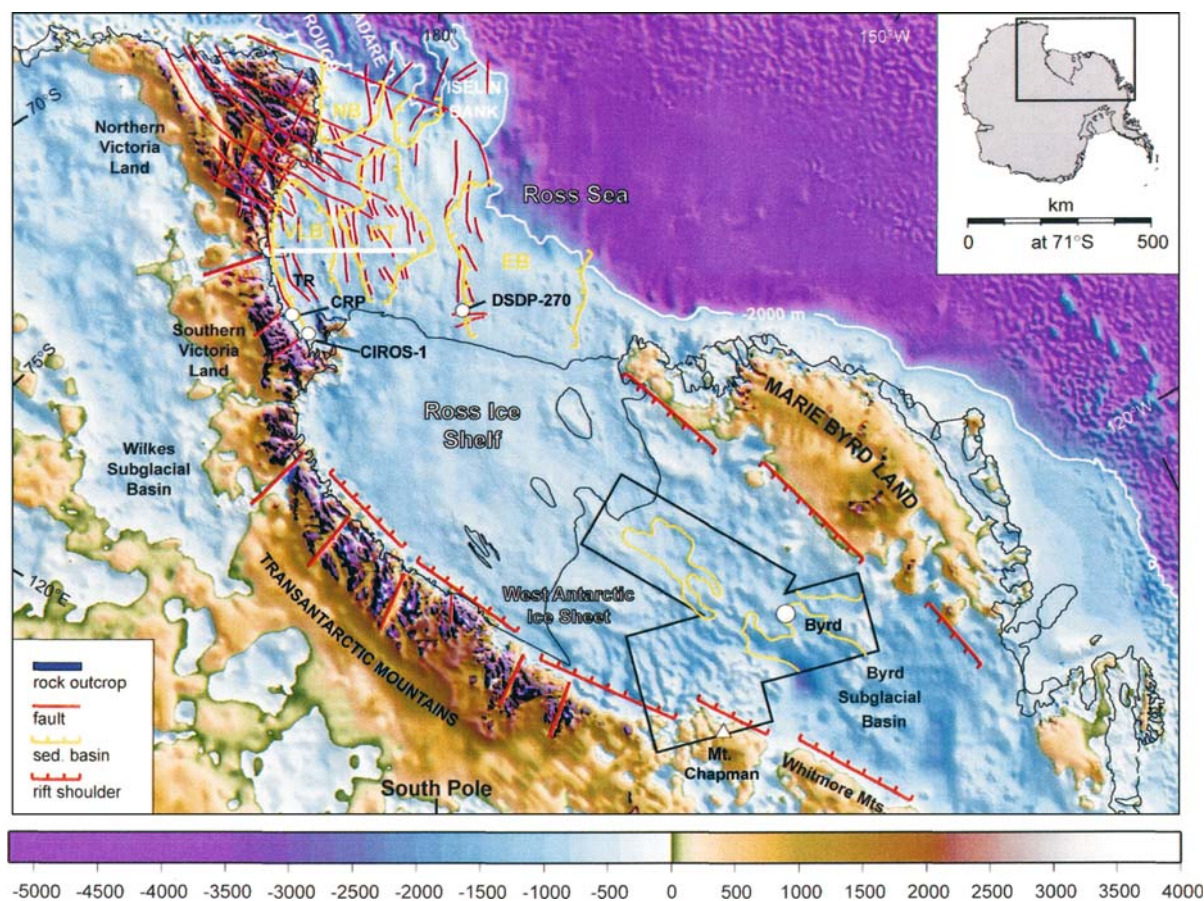 ROUGH
ADARE
180°
150°W
ISELIN
BANK
NB
70°S
Northern
Victoria
Land
Ross Sea
km
0 at 71°S 500
VLB
CT
EB
TR
CRP
DSDP-270
2000 m
Southern
Victoria
Land
CIROS-1
75°S
Ross Ice
Shelf
MARIE BYRD LAND
120°W
Wilkes
Subglacial
Basin
120°E
TRANSANTARCTIC MOUNTAINS
West Antarctic
Ice Sheet
Byrd
Byrd
Subglacial
Basin
rock outcrop
fault
sed. basin
rift shoulder
Mt.
Chapman
Whitmore Mts.
South Pole
-5000 -4500 -4000 -3500 -3000 -2500 -2000 -1500 -1000 -500 0 500 1000 1500 2000 2500 3000 3500 4000